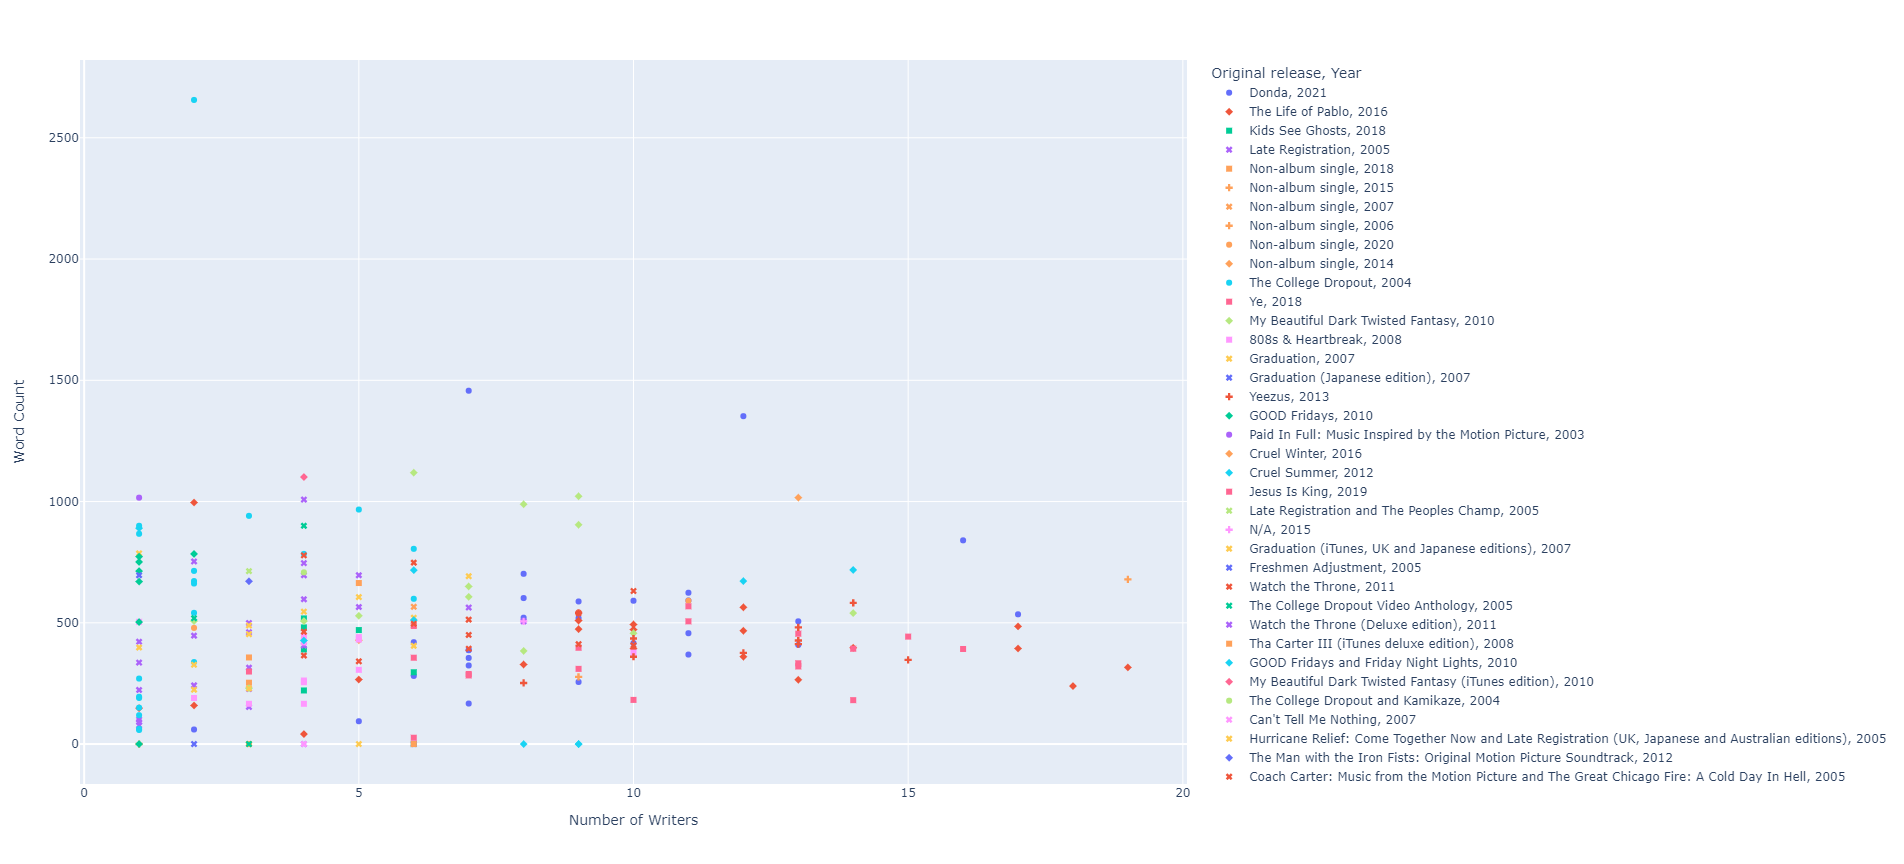 Original release, Year
Donda, 2021
The Life of Pablo, 2016
Kids See Ghosts, 2018
Late Registration, 2005
Non-album single, 2018
Non-album single, 2015
Non-album single, 2007
Non-album single, 2006
Non-album single, 2020
Non-album single, 2014
The College Dropout, 2004
Ye, 2018
My Beautiful Dark Twisted Fantasy, 2010
808s & Heartbreak, 2008
Graduation, 2007
Graduation (Japanese edition), 2007
Yeezus, 2013
GOOD Fridays, 2010
Paid In Full: Music Inspired by the Motion Picture, 2003
Cruel Winter, 2016
Cruel Summer, 2012
Jesus Is King, 2019
Late Registration and The Peoples Champ, 2005
N/A, 2015
Graduation (iTunes, UK and Japanese editions), 2007
Freshmen Adjustment, 2005
Watch the Throne, 2011
The College Dropout Video Anthology, 2005
Watch the Throne (Deluxe edition), 2011
Tha Carter III (iTunes deluxe edition), 2008
GOOD Fridays and Friday Night Lights, 2010
My Beautiful Dark Twisted Fantasy (iTunes edition), 2010
The College Dropout and Kamikaze, 2004
Can't Tell Me Nothing, 2007
Hurricane Relief: Come Together Now and Late Registration (UK, Japanese and Australian editions), 2005
The Man with the Iron Fists: Original Motion Picture Soundtrack, 2012
Coach Carter: Music from the Motion Picture and The Great Chicago Fire: A Cold Day In Hell, 2005
2500
2000
1500
1000
500
0
Word Count
0 5 10 15 20
Number of Writers